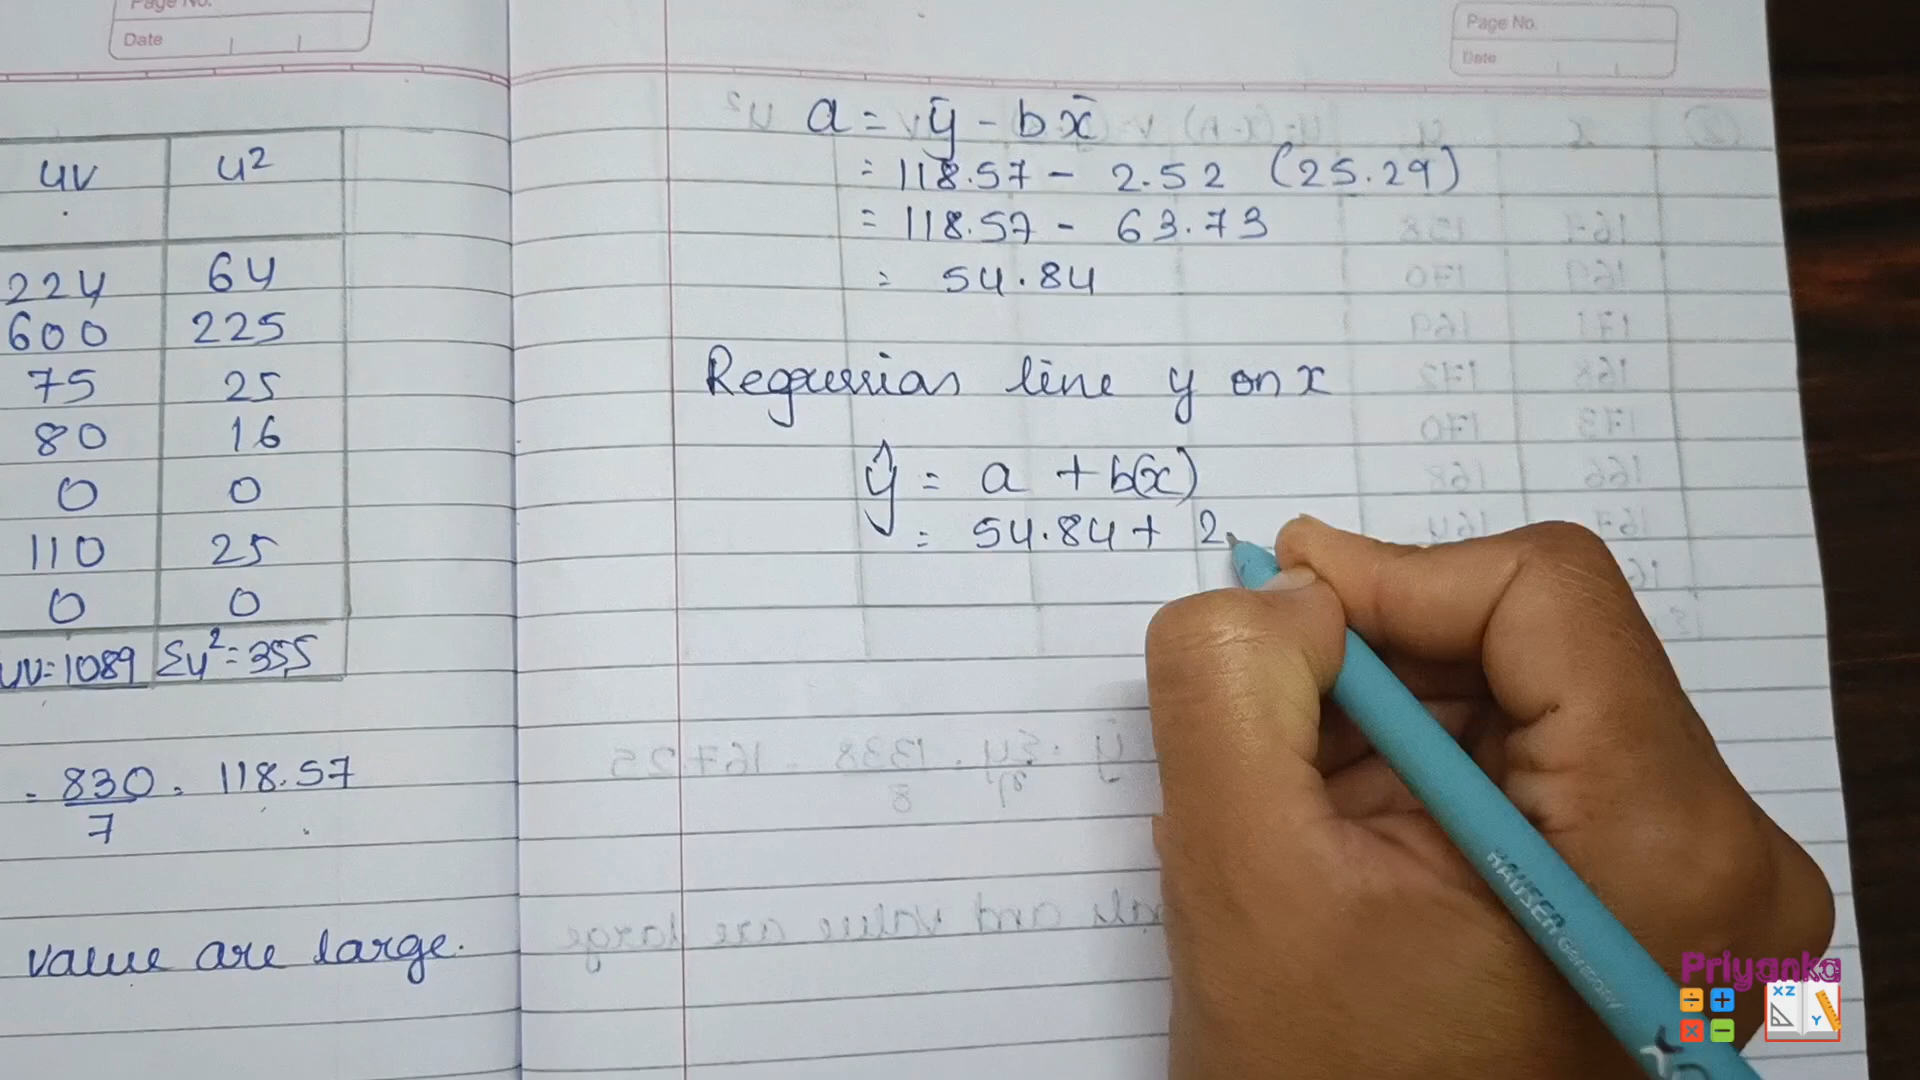 Page No.
Date
uv u²
224 64
600 225
75 25
80 16
0 0
110 25
0 0
uv=1089 Σu²=355
= 830/7 = 118.57
value are large.
Page No.
Date
a = ȳ - bx̄
= 118.57 - 2.52 (25.29)
= 118.57 - 63.73
= 54.84
Regression line y on x
ŷ = a + b(x)
= 54.84 + 2.
HAUSER
Priyanka
XZ
Y